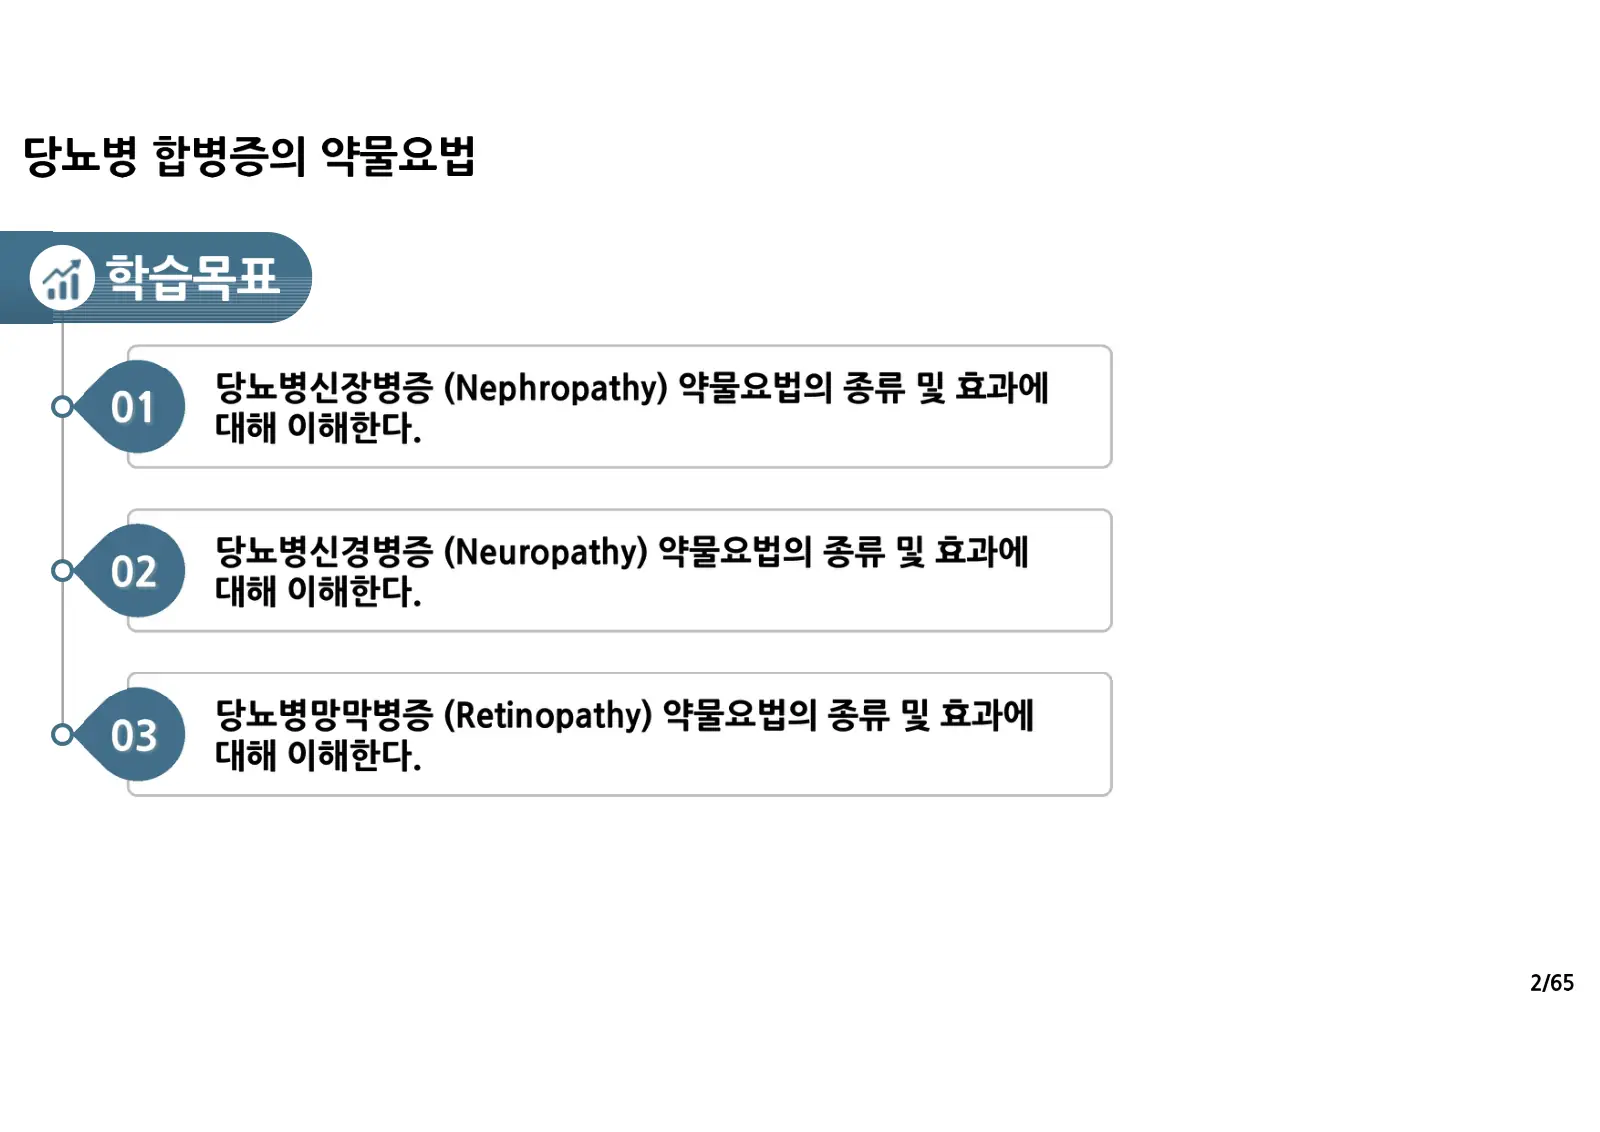 당뇨병 합병증의 약물요법
학습목표
01
당뇨병신장병증 (Nephropathy) 약물요법의 종류 및 효과에
대해 이해한다.
02
당뇨병신경병증 (Neuropathy) 약물요법의 종류 및 효과에
대해 이해한다.
03
당뇨병망막병증 (Retinopathy) 약물요법의 종류 및 효과에
대해 이해한다.
2/65